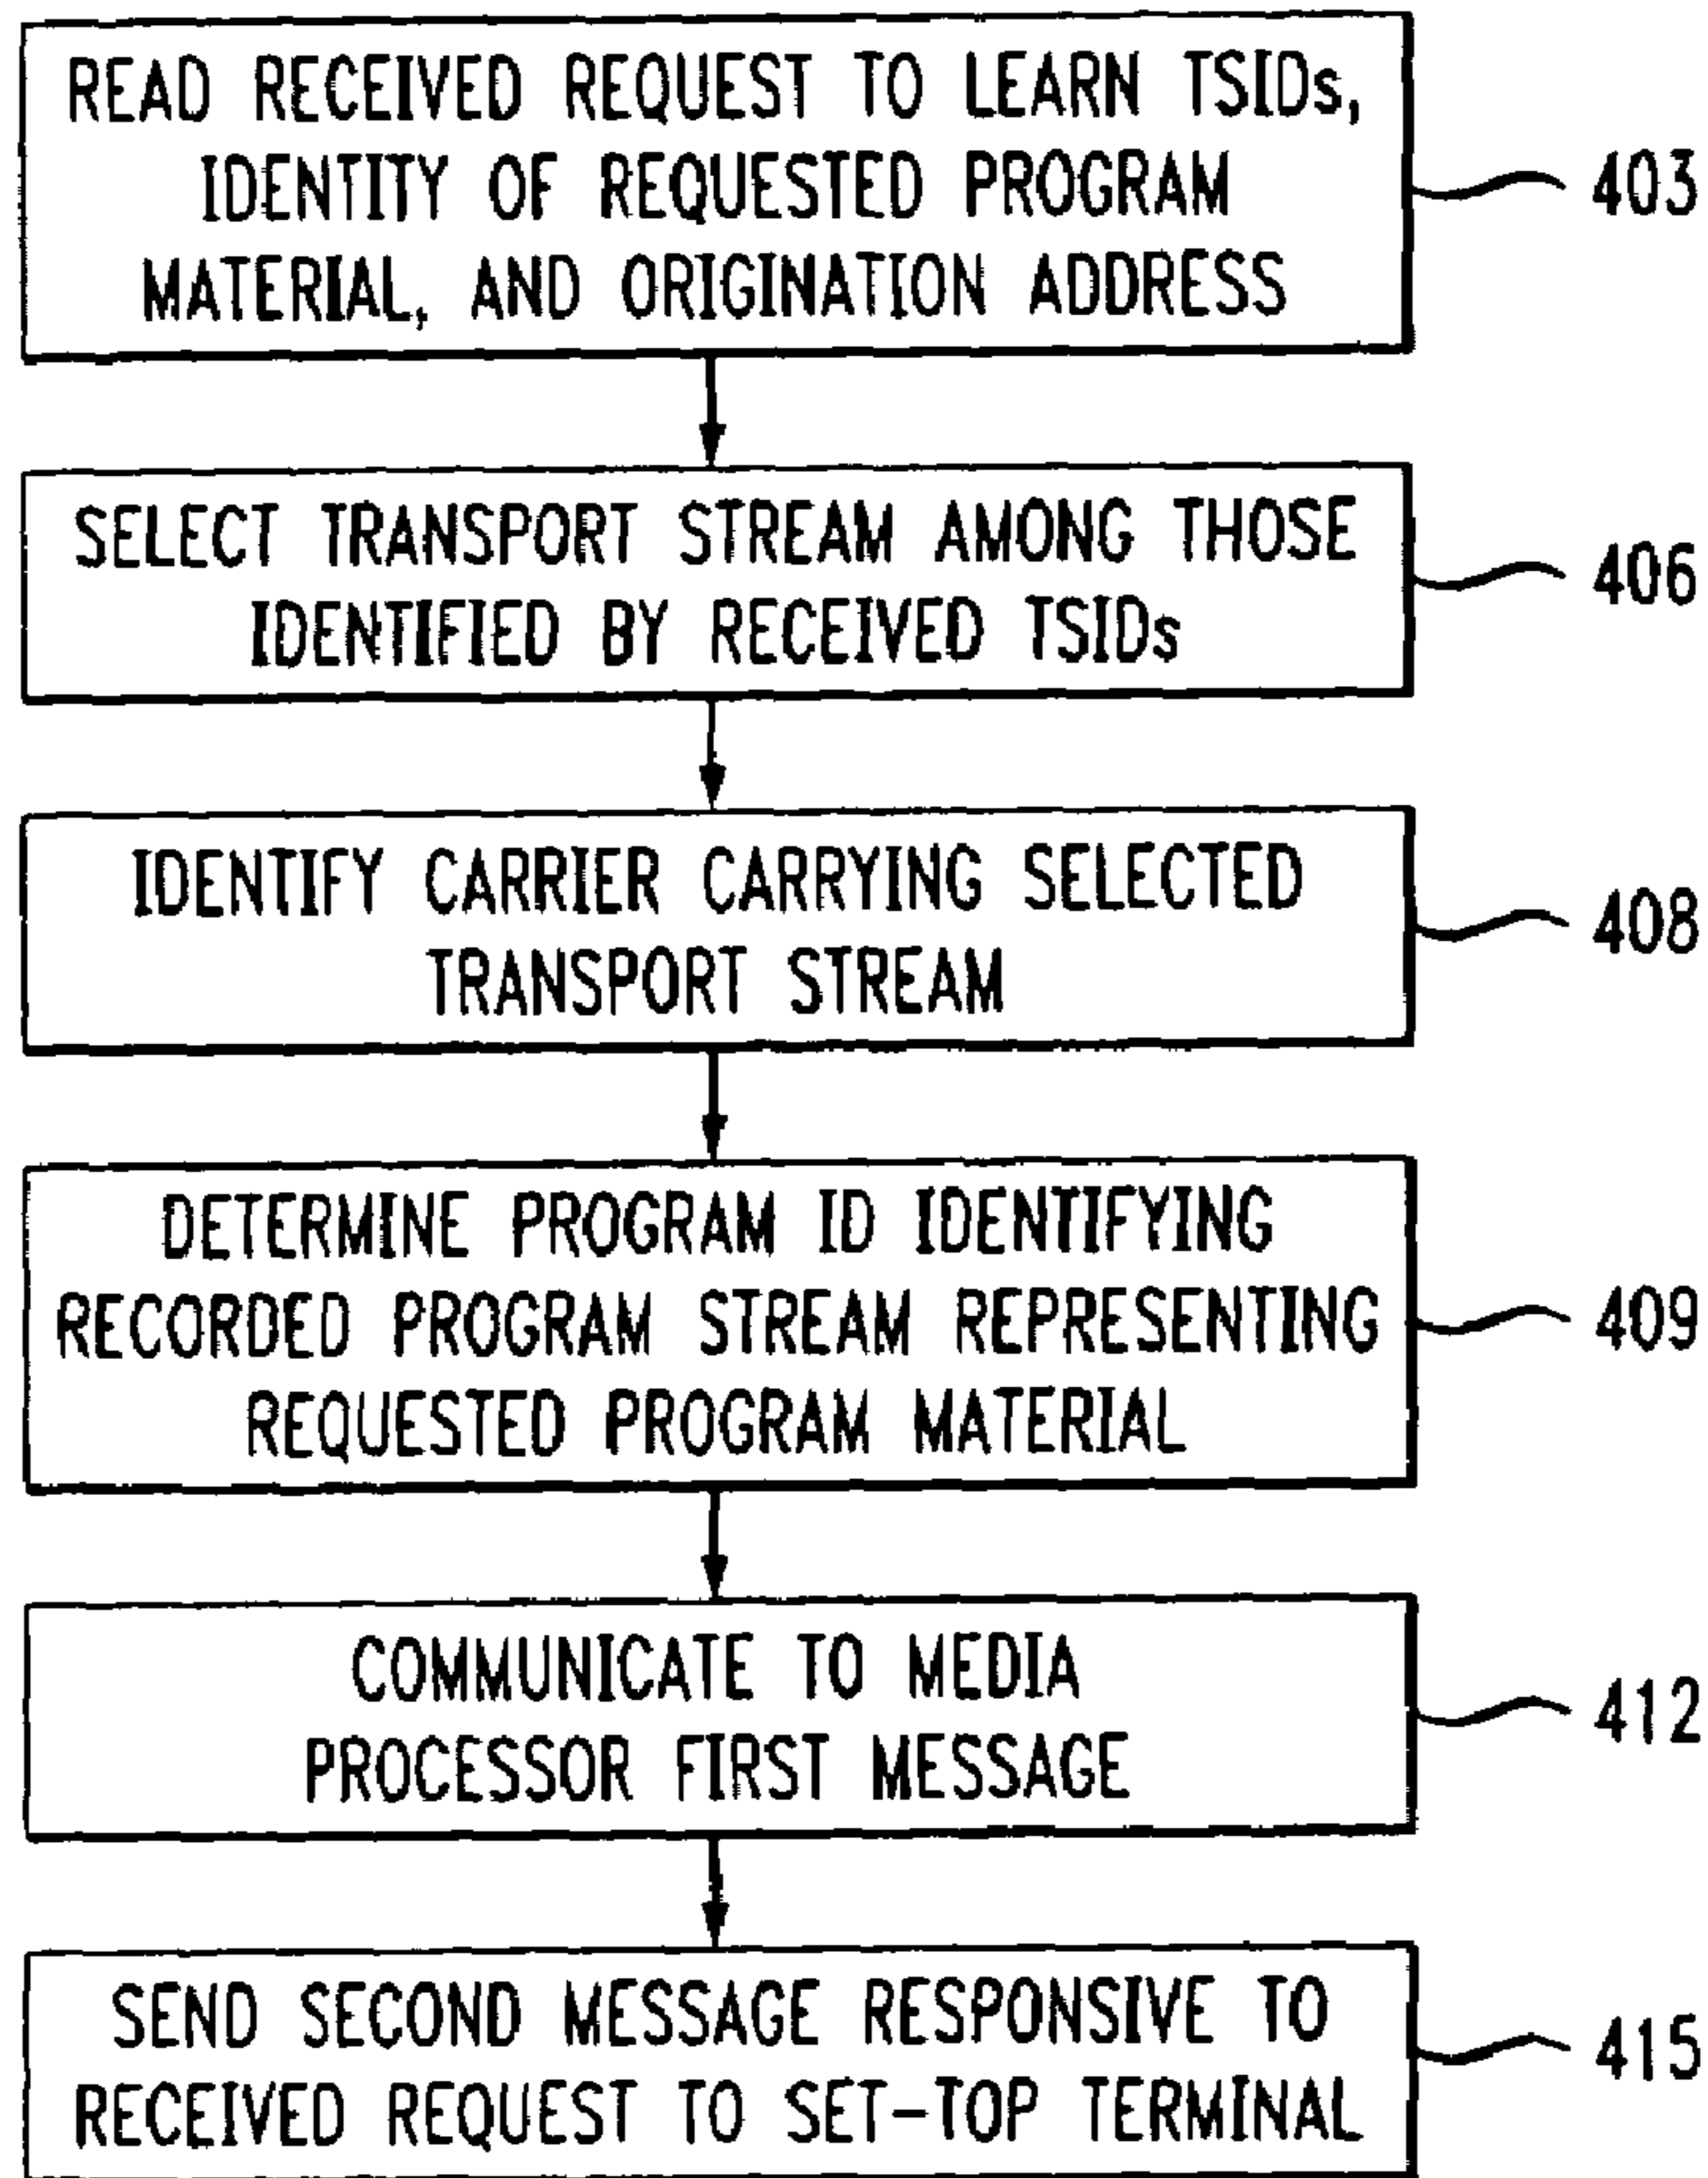 READ RECEIVED REQUEST TO LEARN TSIDs,
IDENTITY OF REQUESTED PROGRAM
MATERIAL, AND ORIGINATION ADDRESS
403
SELECT TRANSPORT STREAM AMONG THOSE
IDENTIFIED BY RECEIVED TSIDs
406
IDENTIFY CARRIER CARRYING SELECTED
TRANSPORT STREAM
408
DETERMINE PROGRAM ID IDENTIFYING
RECORDED PROGRAM STREAM REPRESENTING
REQUESTED PROGRAM MATERIAL
409
COMMUNICATE TO MEDIA
PROCESSOR FIRST MESSAGE
412
SEND SECOND MESSAGE RESPONSIVE TO
RECEIVED REQUEST TO SET-TOP TERMINAL
415